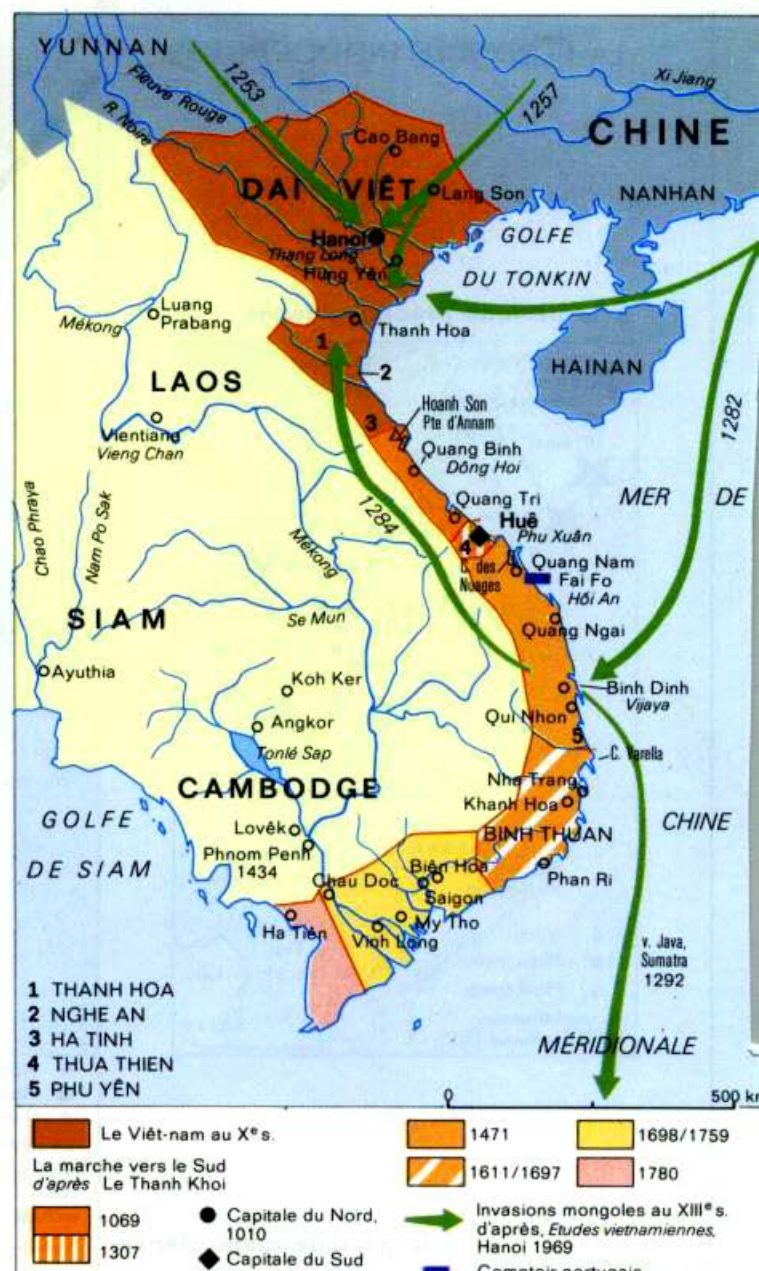 YUNNAN
Fleuve Rouge
R. Noire
1253
1257
Xi Jiang
CHINE
Cao Bang
DAI VIÊT
Lang Son
NANHAN
Hanoi
Thang Long
Hung Yên
GOLFE
DU TONKIN
Luang
Prabang
Mékong
Thanh Hoa
1
2
HAINAN
LAOS
Hoanh Son
Pte d'Annam
3
Vientiane
Vieng Chan
Quang Binh
Dông Hoi
1282
Chao Phraya
Nam Po Sak
1284
Quang Tri
Huê
Phu Xuân
4
MER DE
Mékong
C. des
Nuages
Quang Nam
Fai Fo
Hôi An
SIAM
Se Mun
Quang Ngai
Ayuthia
Koh Ker
Binh Dinh
Vijaya
Angkor
Qui Nhon
5
Tonlé Sap
C. Varella
CAMBODGE
Nha Trang
Khanh Hoa
CHINE
GOLFE
DE SIAM
Lovêk
Phnom Penh
1434
BINH THUAN
Biên Hoa
Chau Doc
Saigon
Phan Ri
My Tho
Ha Tiên
Vinh Long
v. Java,
Sumatra
1292
1 THANH HOA
2 NGHE AN
3 HA TINH
4 THUA THIEN
5 PHU YÊN
MÉRIDIONALE
0 500 km
Le Viêt-nam au Xe s.
La marche vers le Sud
d'après Le Thanh Khoi
1069
1307
1471
1611/1697
1698/1759
1780
Capitale du Nord,
1010
Capitale du Sud
Invasions mongoles au XIIIe s.
d'après, Etudes vietnamiennes,
Hanoi 1969
Comptoir portugais